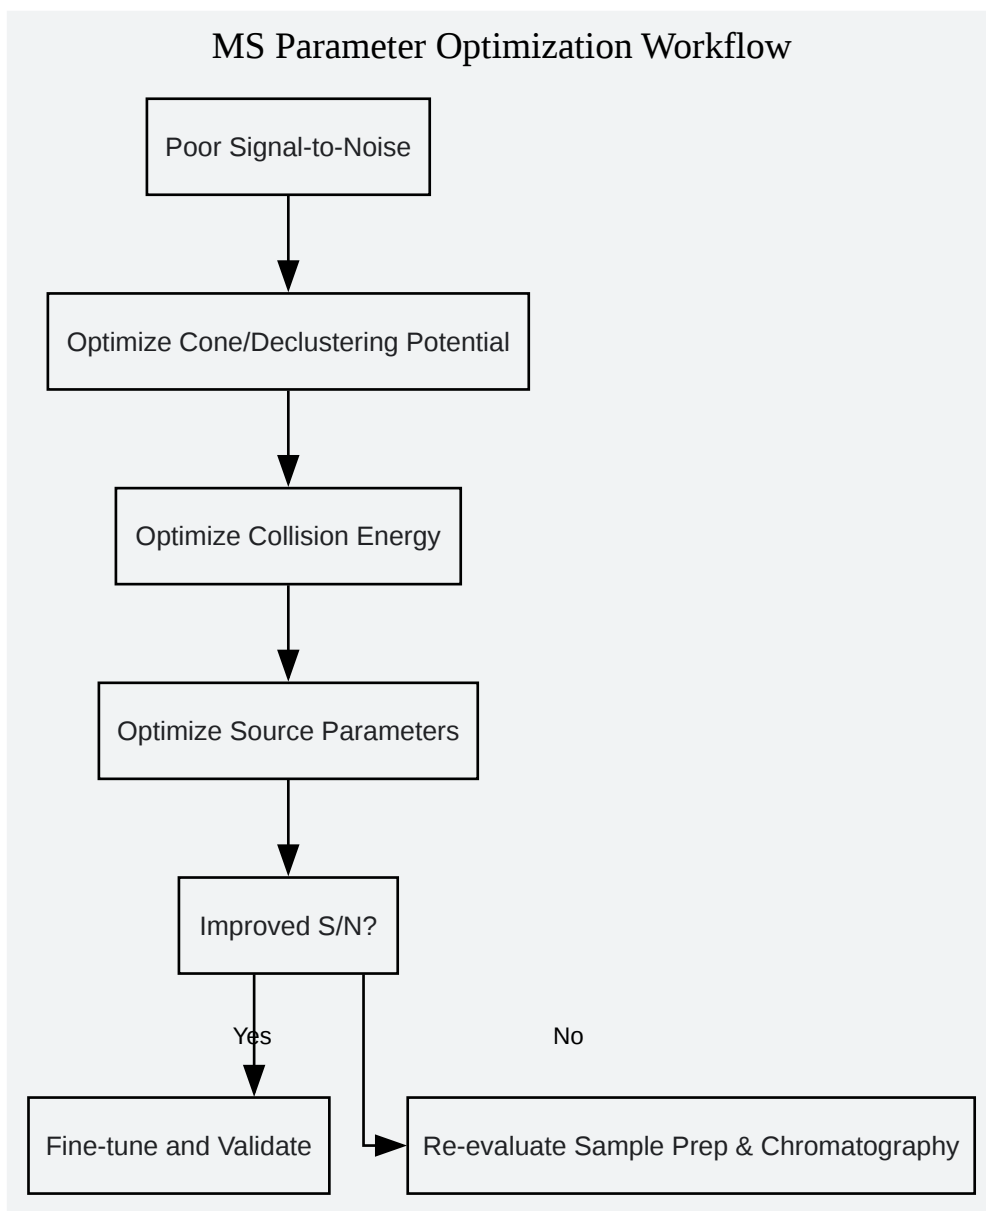 MS Parameter Optimization Workflow
Poor Signal-to-Noise
Optimize Cone/Declustering Potential
Optimize Collision Energy
Optimize Source Parameters
Improved S/N?
Yes
No
Fine-tune and Validate
Re-evaluate Sample Prep & Chromatography